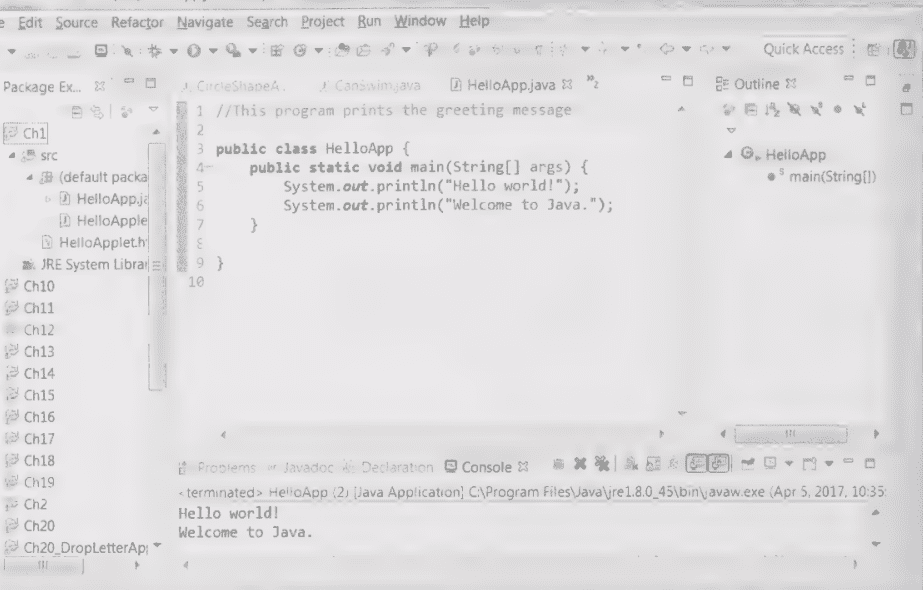 Edit Source Refactor Navigate Search Project Run Window Help
Quick Access
Package Ex...
CircleShapeA.
CanSwim.java
HelloApp.java
2
Outline
Ch1
src
(default packa
HelloApp.ja
HelloApple
HelloApplet.h
JRE System Librar
Ch10
Ch11
Ch12
Ch13
Ch14
Ch15
Ch16
Ch17
Ch18
Ch19
Ch2
Ch20
Ch20_DropLetterAp
1 //This program prints the greeting message
2
3 public class HelloApp {
4 public static void main(String[] args) {
5 System.out.println("Hello world!");
6 System.out.println("Welcome to Java.");
7 }
8
9 }
10
HelloApp
main(String[])
Problems Javadoc Declaration Console
<terminated> HelloApp (2) [Java Application] C:\Program Files\Java\jre1.8.0_45\bin\javaw.exe (Apr 5, 2017, 10:35:
Hello world!
Welcome to Java.